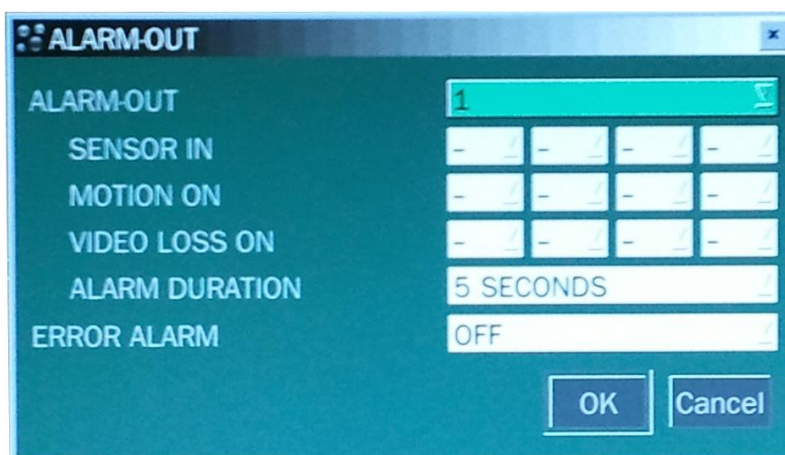 ALARM-OUT
ALARM-OUT 1
SENSOR IN - - - -
MOTION ON - - - -
VIDEO LOSS ON - - - -
ALARM DURATION 5 SECONDS
ERROR ALARM OFF
OK Cancel